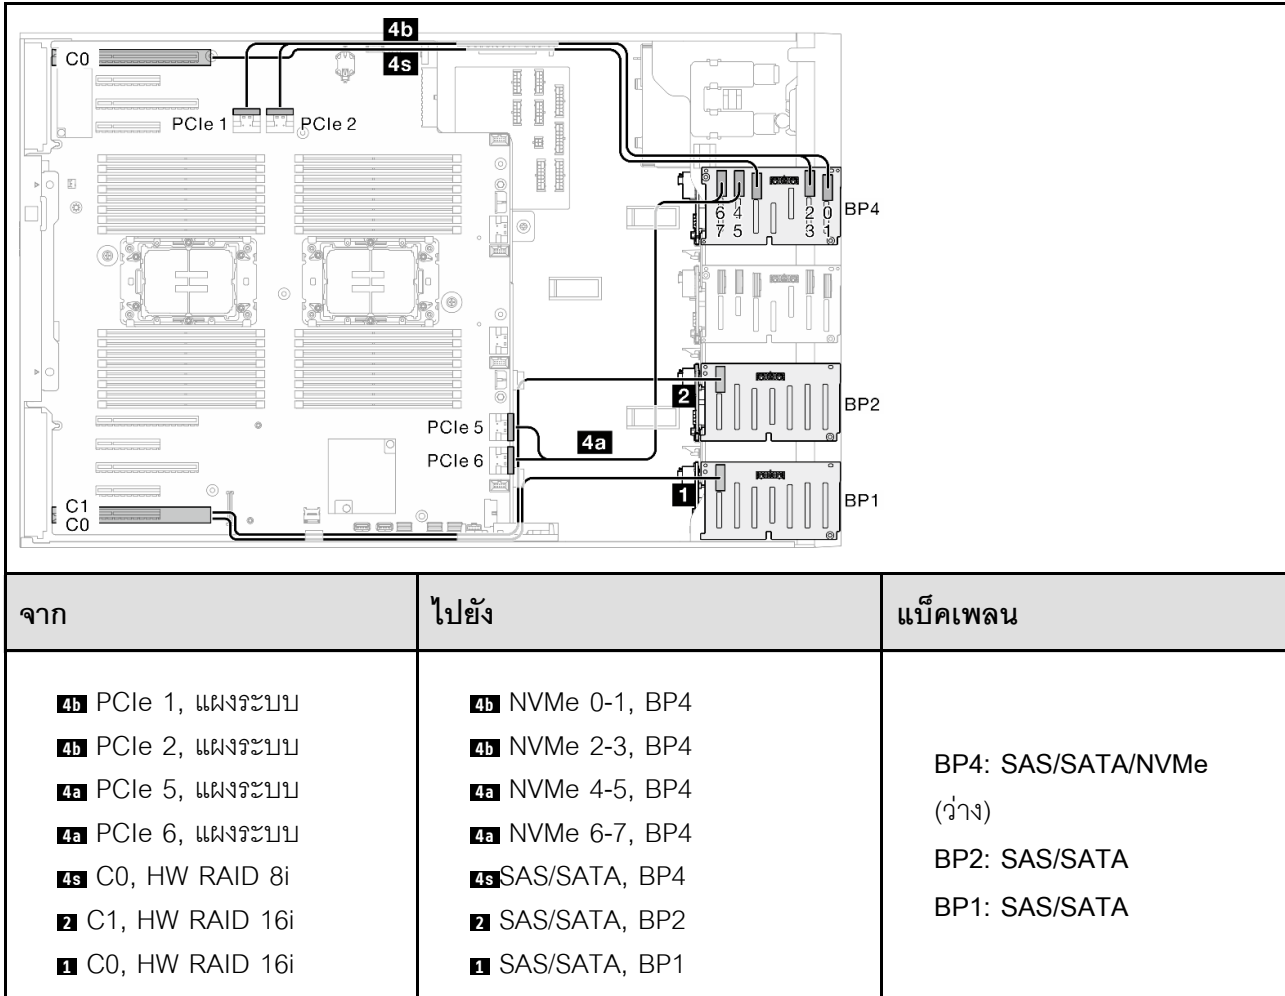 4b
C0
4s
PCIe 1
PCIe 2
6 4 2 0
BP4
7 5 3 1
2
BP2
PCIe 5
4a
PCIe 6
1
C1
BP1
C0
จาก
ไปยัง
แบ็คเพลน
4b PCIe 1, แผงระบบ
4b PCIe 2, แผงระบบ
4a PCIe 5, แผงระบบ
4a PCIe 6, แผงระบบ
4s C0, HW RAID 8i
2 C1, HW RAID 16i
1 C0, HW RAID 16i
4b NVMe 0-1, BP4
4b NVMe 2-3, BP4
4a NVMe 4-5, BP4
4a NVMe 6-7, BP4
4s SAS/SATA, BP4
2 SAS/SATA, BP2
1 SAS/SATA, BP1
BP4: SAS/SATA/NVMe
(ว่าง)
BP2: SAS/SATA
BP1: SAS/SATA